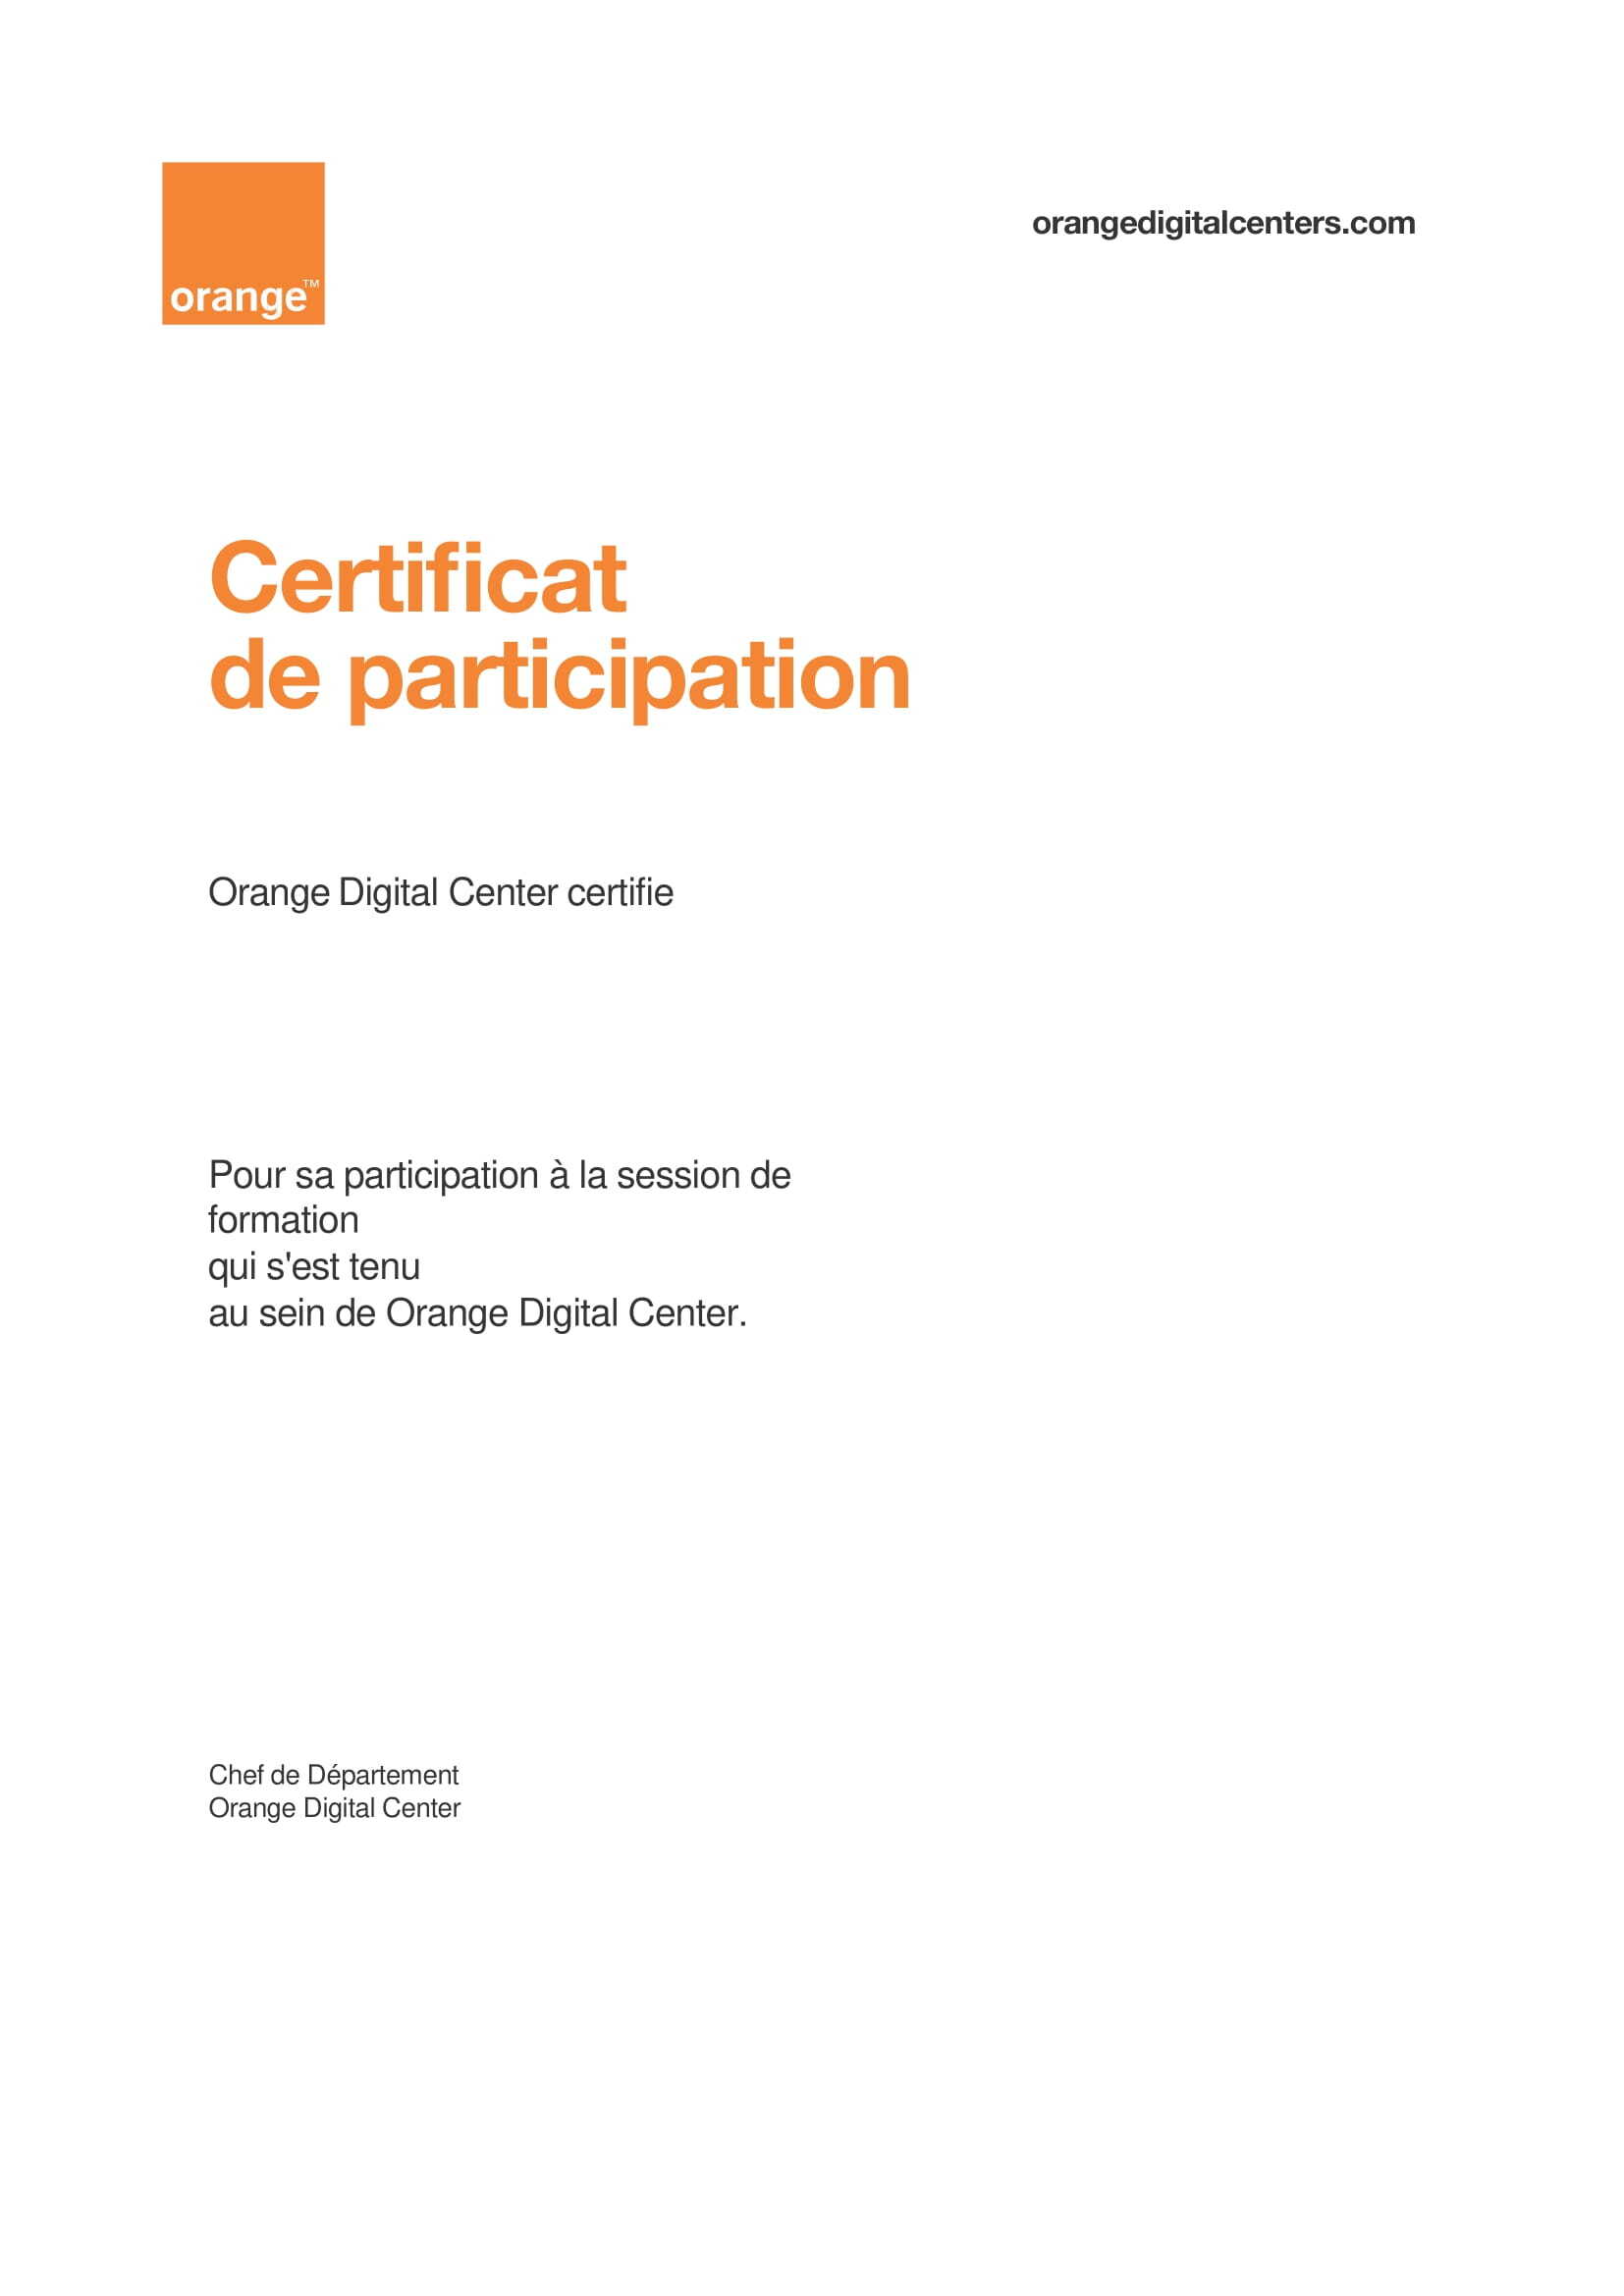 orange™
orangedigitalcenters.com
Certificat
de participation
Orange Digital Center certifie
Pour sa participation à la session de
formation
qui s'est tenu
au sein de Orange Digital Center.
Chef de Département
Orange Digital Center